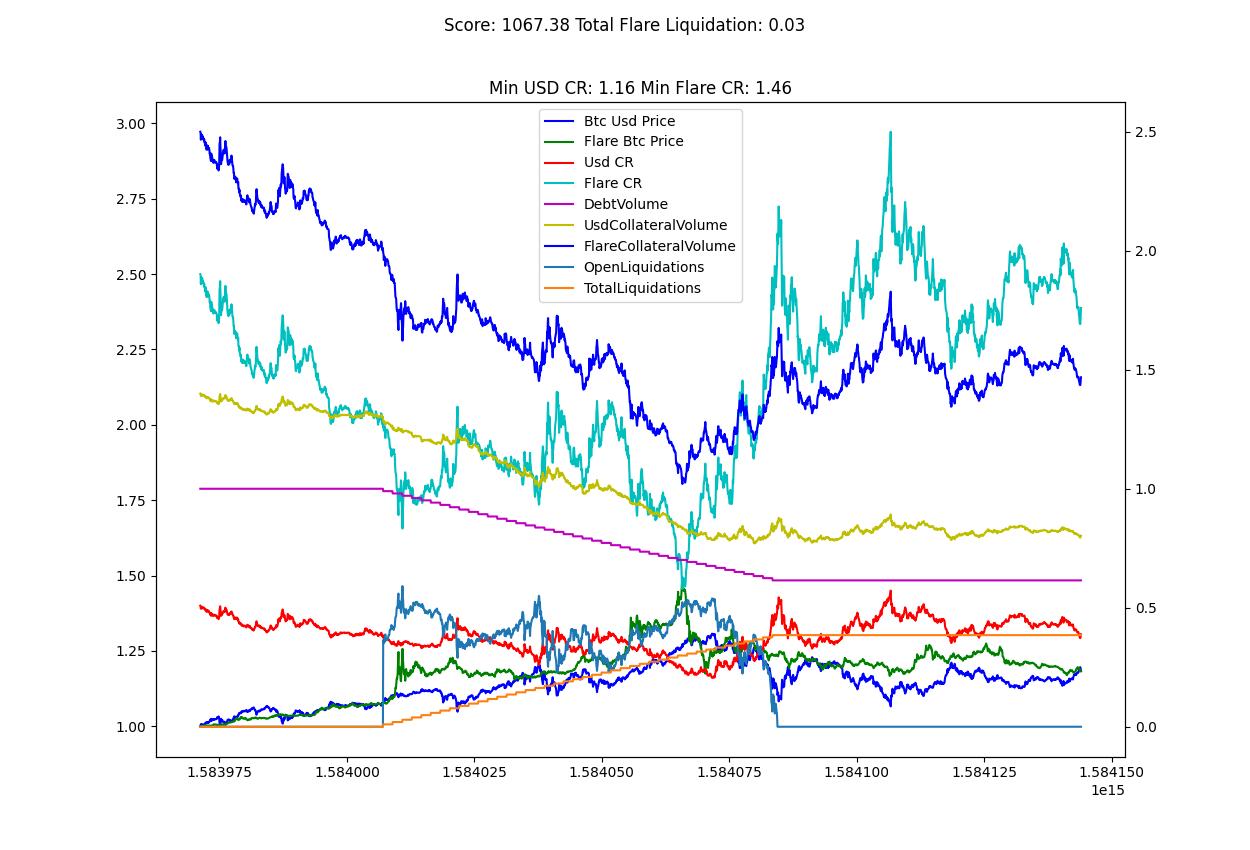 Score: 1067.38 Total Flare Liquidation: 0.03
Min USD CR: 1.16 Min Flare CR: 1.46
Btc Usd Price
Flare Btc Price
Usd CR
Flare CR
DebtVolume
UsdCollateralVolume
FlareCollateralVolume
OpenLiquidations
TotalLiquidations
3.00
2.75
2.50
2.25
2.00
1.75
1.50
1.25
1.00
2.5
2.0
1.5
1.0
0.5
0.0
1.583975 1.584000 1.584025 1.584050 1.584075 1.584100 1.584125 1.584150
1e15